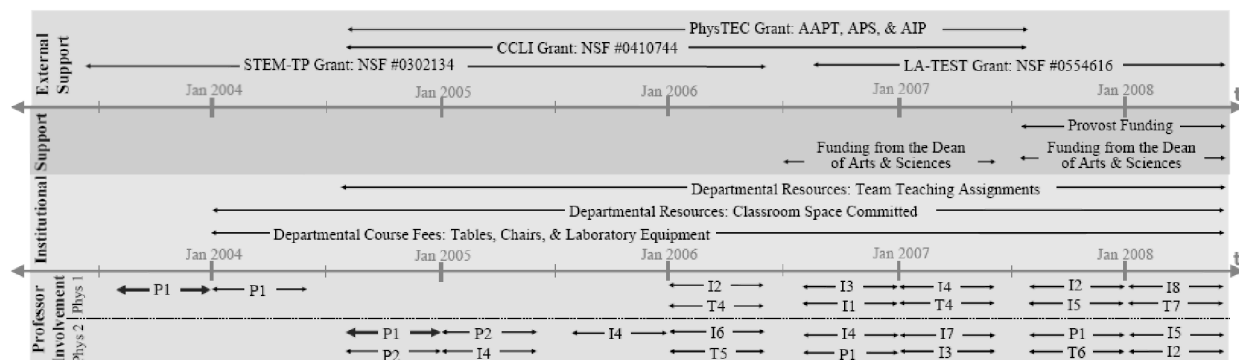 External Support
PhysTEC Grant: AAPT, APS, & AIP
CCLI Grant: NSF #0410744
STEM-TP Grant: NSF #0302134
LA-TEST Grant: NSF #0554616
Jan 2004 Jan 2005 Jan 2006 Jan 2007 Jan 2008 t
Institutional Support
Provost Funding
Funding from the Dean of Arts & Sciences
Funding from the Dean of Arts & Sciences
Departmental Resources: Team Teaching Assignments
Departmental Resources: Classroom Space Committed
Departmental Course Fees: Tables, Chairs, & Laboratory Equipment
Jan 2004 Jan 2005 Jan 2006 Jan 2007 Jan 2008 t
Professor Involvement
Phys 1
P1 P1 I2 I3 I4 I2 I8
T4 I1 T4 I5 T7
Phys 2
P1 P2 I4 I6 I4 I7 P1 I5
P2 I4 T5 P1 I3 T6 I2